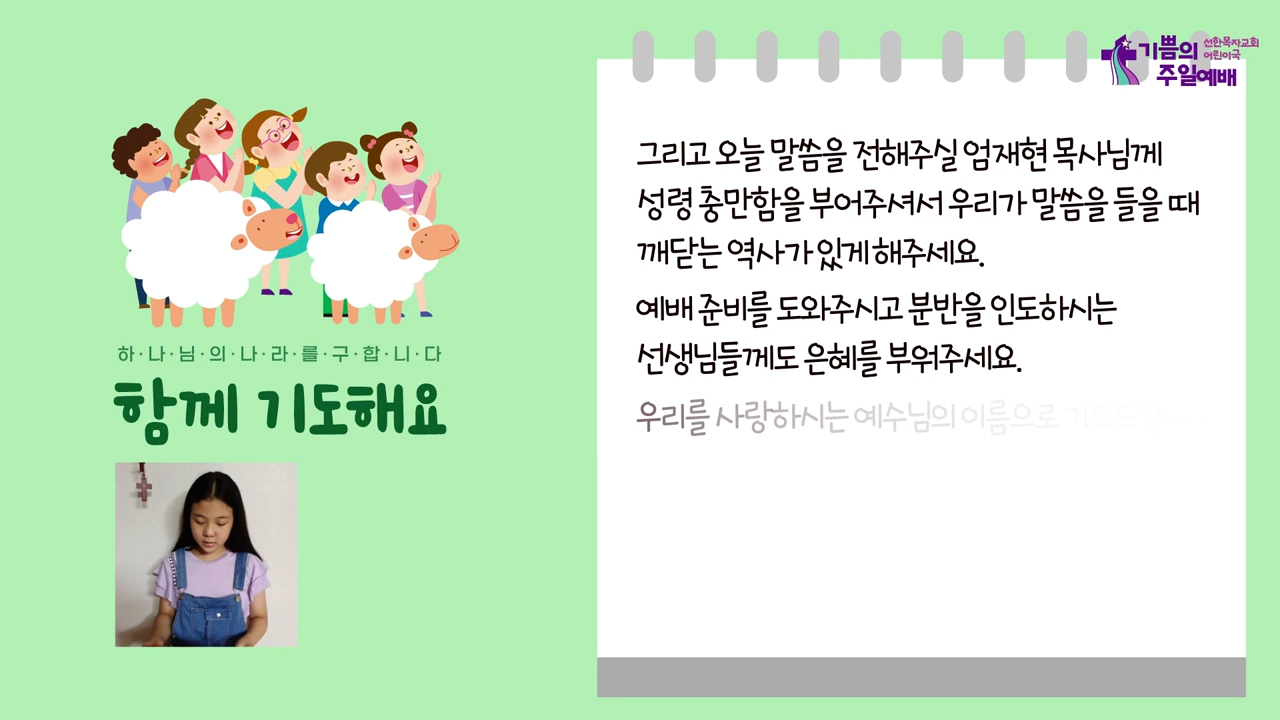 기쁨의
주일예배
선한목자교회
어린이국
하·나·님·의·나·라·를·구·합·니·다
함께 기도해요
그리고 오늘 말씀을 전해주실 엄재현 목사님께
성령 충만함을 부어주셔서 우리가 말씀을 들을 때
깨닫는 역사가 있게 해주세요.
예배 준비를 도와주시고 분반을 인도하시는
선생님들께도 은혜를 부워주세요.
우리를 사랑하시는 예수님의 이름으로